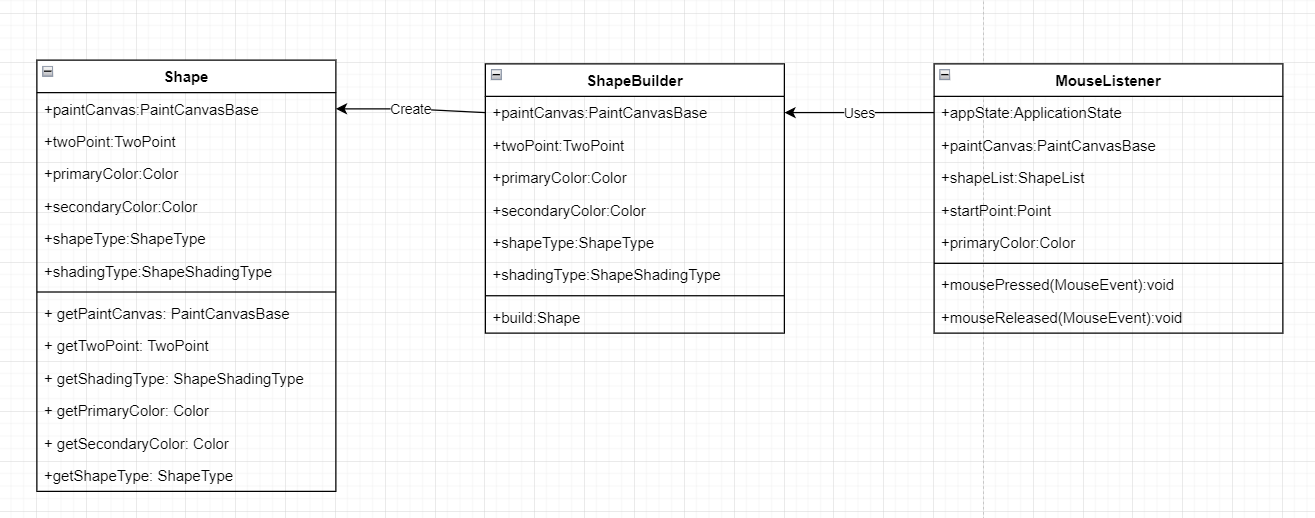 Shape
+paintCanvas:PaintCanvasBase
+twoPoint:TwoPoint
+primaryColor:Color
+secondaryColor:Color
+shapeType:ShapeType
+shadingType:ShapeShadingType
+ getPaintCanvas: PaintCanvasBase
+ getTwoPoint: TwoPoint
+ getShadingType: ShapeShadingType
+ getPrimaryColor: Color
+ getSecondaryColor: Color
+getShapeType: ShapeType
Create
ShapeBuilder
+paintCanvas:PaintCanvasBase
+twoPoint:TwoPoint
+primaryColor:Color
+secondaryColor:Color
+shapeType:ShapeType
+shadingType:ShapeShadingType
+build:Shape
Uses
MouseListener
+appState:ApplicationState
+paintCanvas:PaintCanvasBase
+shapeList:ShapeList
+startPoint:Point
+primaryColor:Color
+mousePressed(MouseEvent):void
+mouseReleased(MouseEvent):void